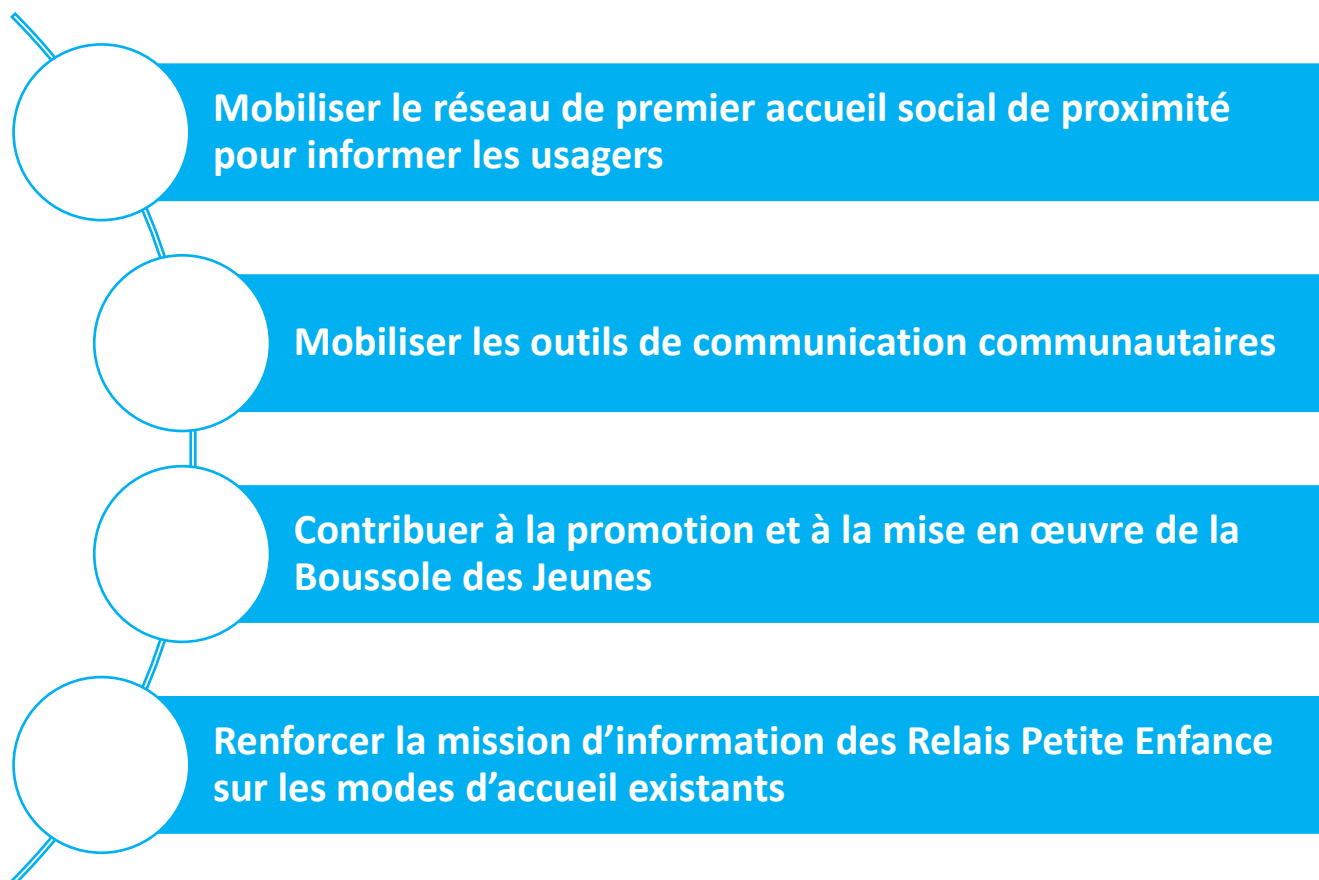 Mobiliser le réseau de premier accueil social de proximité
pour informer les usagers
Mobiliser les outils de communication communautaires
Contribuer à la promotion et à la mise en œuvre de la
Boussole des Jeunes
Renforcer la mission d’information des Relais Petite Enfance
sur les modes d’accueil existants